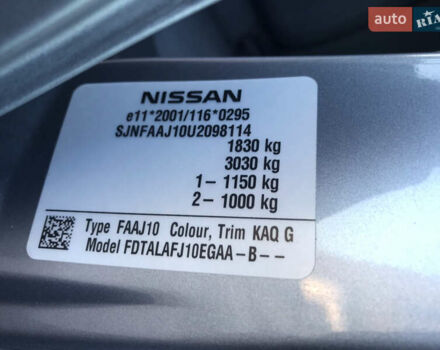 auto RIA
NISSAN
e11*2001/116*0295
SJNFAAJ10U2098114
1830 kg
3030 kg
1- 1150 kg
2- 1000 kg
Type FAAJ10 Colour, Trim KAQ G
Model FDTALAFJ10EGAA-B--